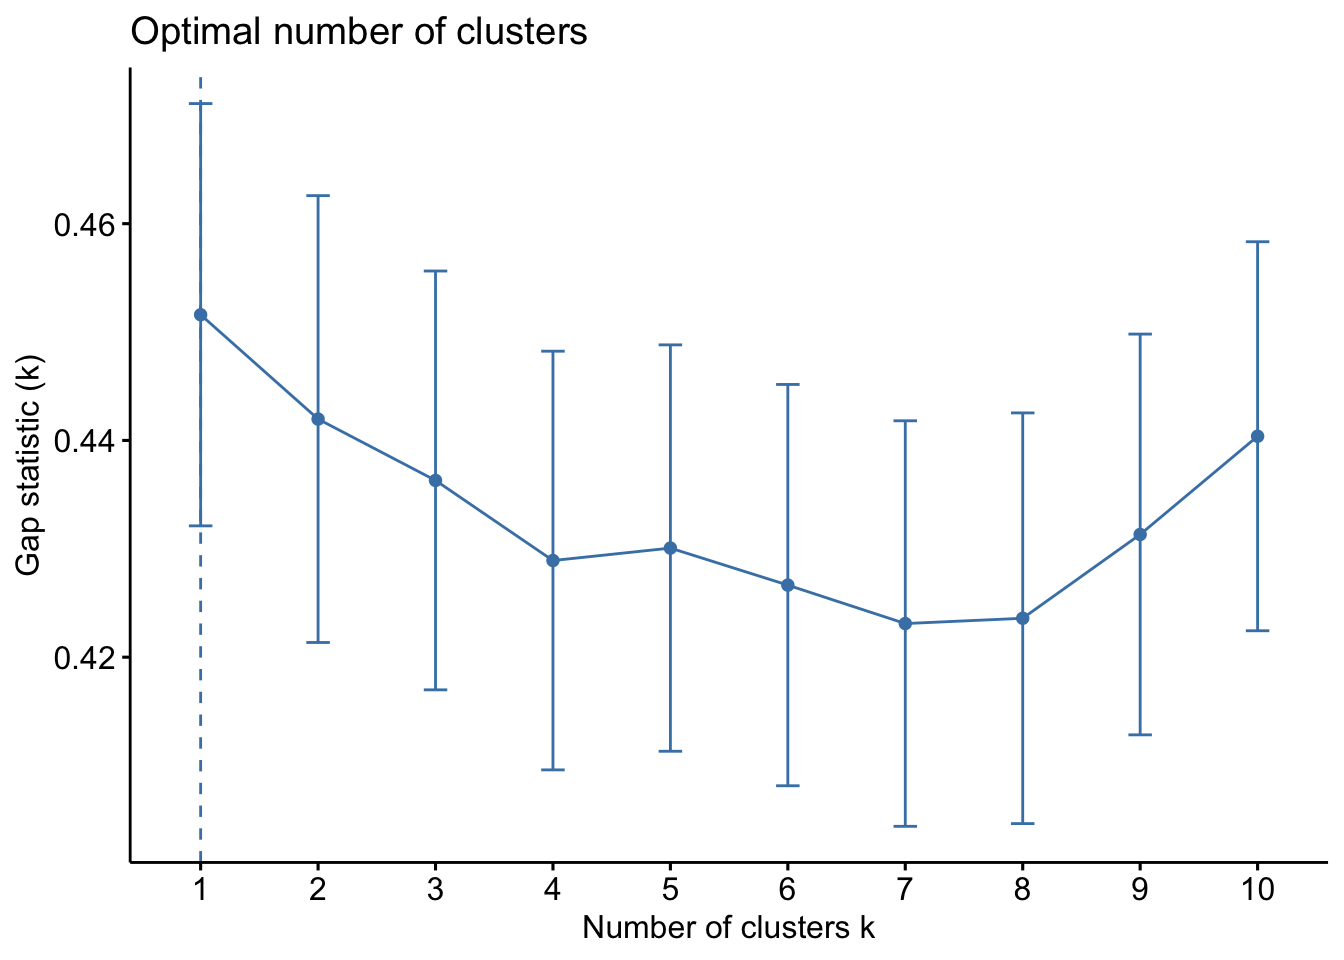 Optimal number of clusters
Gap statistic (k)
0.46
0.44
0.42
1 2 3 4 5 6 7 8 9 10
Number of clusters k